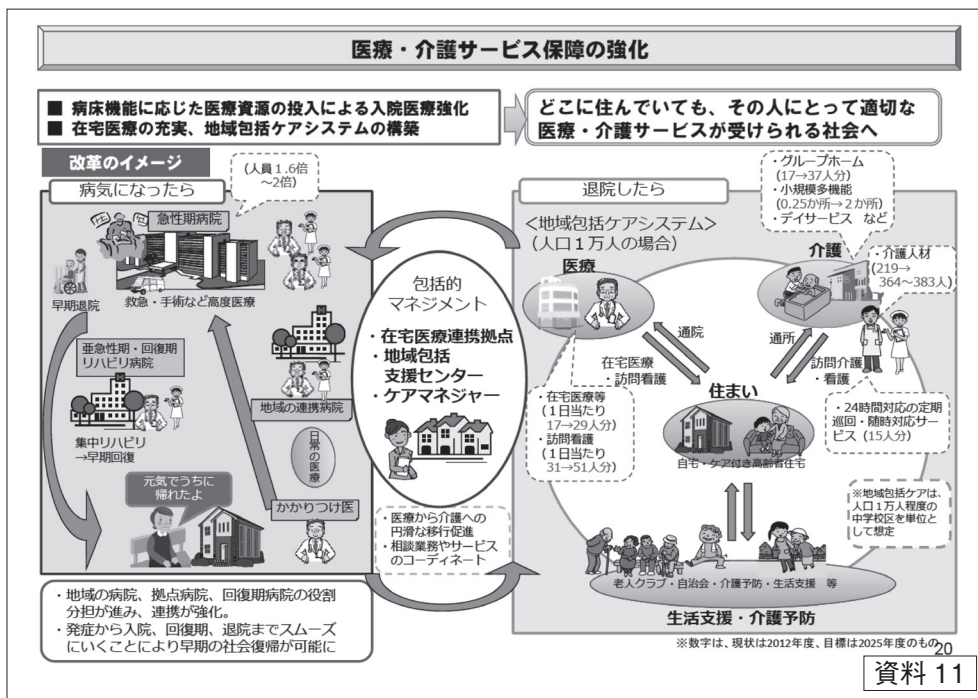 医療・介護サービス保障の強化
■ 病床機能に応じた医療資源の投入による入院医療強化
■ 在宅医療の充実、地域包括ケアシステムの構築
どこに住んでいても、その人にとって適切な
医療・介護サービスが受けられる社会へ
改革のイメージ
病気になったら
(人員1.6倍
～2倍)
急性期病院
早期退院
救急・手術など高度医療
亜急性期・回復期
リハビリ病院
地域の連携病院
集中リハビリ
→早期回復
日常の医療
元気でうちに
帰れたよ
かかりつけ医
・地域の病院、拠点病院、回復期病院の役割
分担が進み、連携が強化。
・発症から入院、回復期、退院までスムーズ
にいくことにより早期の社会復帰が可能に
包括的
マネジメント
・在宅医療連携拠点
・地域包括
支援センター
・ケアマネジャー
・医療から介護への
円滑な移行促進
・相談業務やサービス
のコーディネート
退院したら
<地域包括ケアシステム>
(人口1万人の場合)
・グループホーム
(17→37人分)
・小規模多機能
(0.25か所→2か所)
・デイサービス など
医療
介護
・介護人材
(219→
364～383人)
通院
通所
在宅医療
・訪問看護
訪問介護
・看護
住まい
・在宅医療等
(1日当たり
17→29人分)
・訪問看護
(1日当たり
31→51人分)
・24時間対応の定期
巡回・随時対応サー
ビス (15人分)
自宅・ケア付き高齢者住宅
※地域包括ケアは、
人口1万人程度の
中学校区を単位と
して想定
老人クラブ・自治会・介護予防・生活支援 等
生活支援・介護予防
※数字は、現状は2012年度、目標は2025年度のもの
20
資料 11